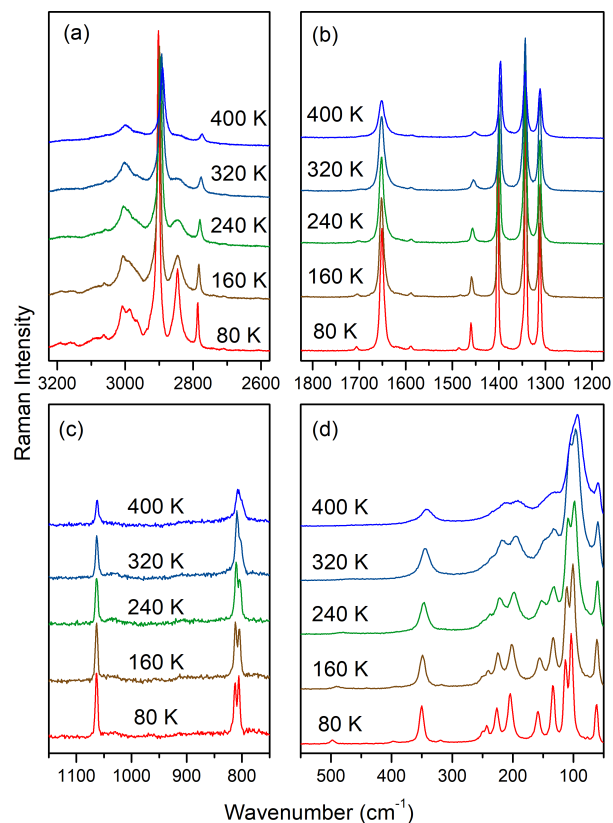 (a)
400 K
320 K
240 K
160 K
80 K
3200 3000 2800 2600
(b)
400 K
320 K
240 K
160 K
80 K
1800 1700 1600 1500 1400 1300 1200
Raman Intensity
(c)
400 K
320 K
240 K
160 K
80 K
1100 1000 900 800
(d)
400 K
320 K
240 K
160 K
80 K
500 400 300 200 100
Wavenumber (cm⁻¹)